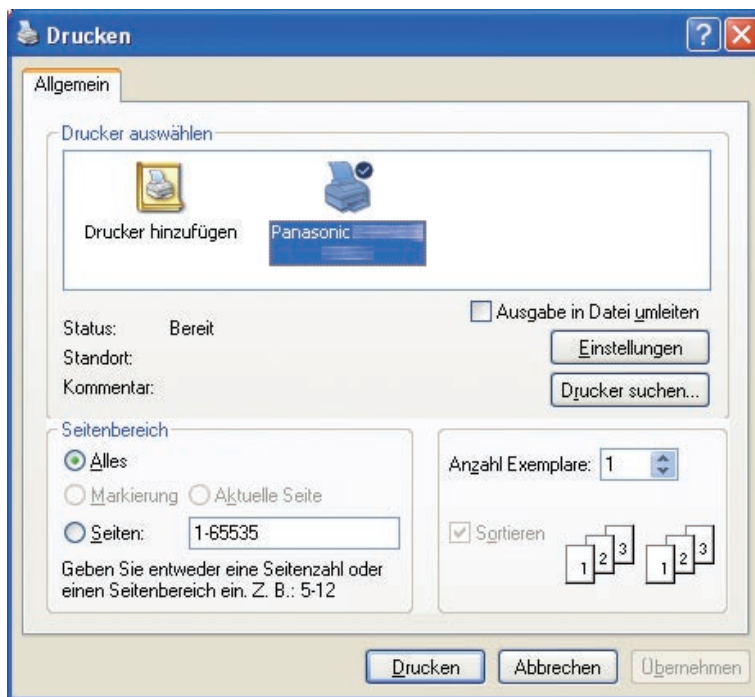 Drucken
Allgemein
Drucker auswählen
Drucker hinzufügen
Panasonic
Ausgabe in Datei umleiten
Status: Bereit
Einstellungen
Standort:
Kommentar:
Drucker suchen...
Seitenbereich
Alles
Markierung Aktuelle Seite
Seiten: 1-65535
Geben Sie entweder eine Seitenzahl oder
einen Seitenbereich ein. Z. B.: 5-12
Anzahl Exemplare: 1
Sortieren
1 2 3 1 2 3
Drucken Abbrechen Übernehmen